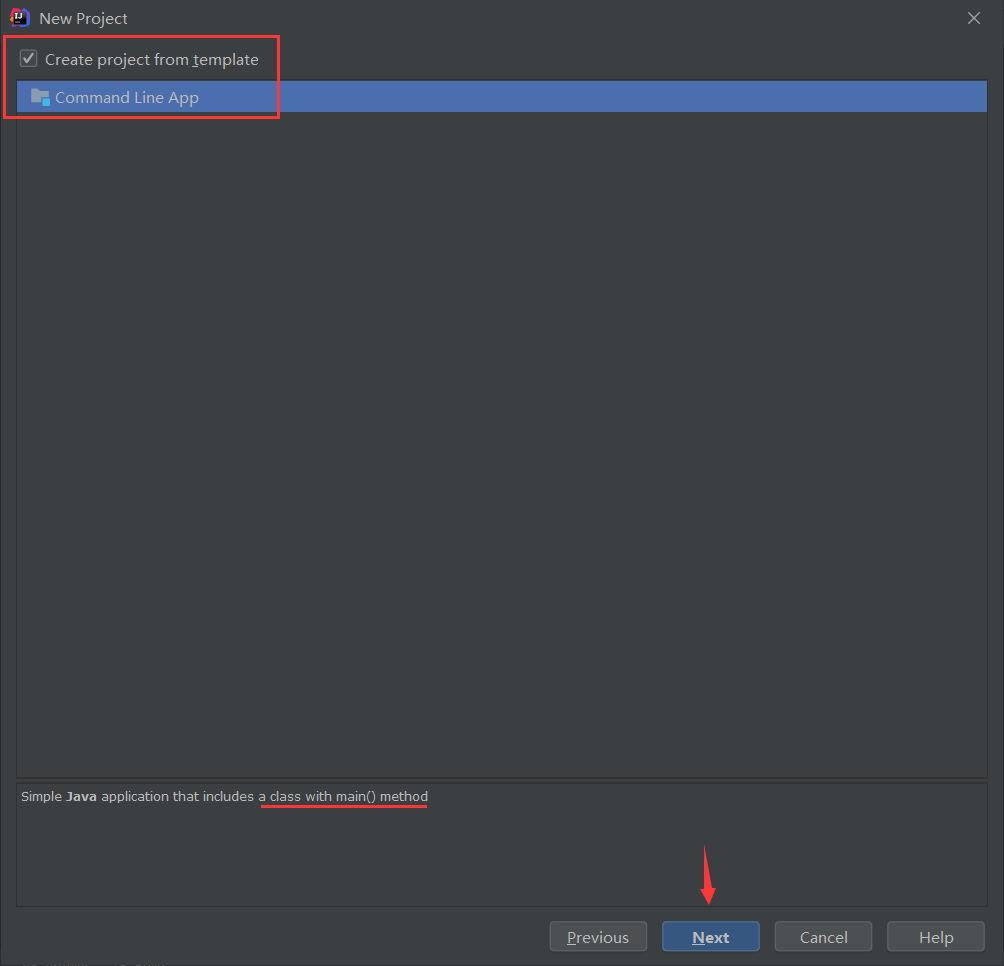 New Project
Create project from template
Command Line App
Simple Java application that includes a class with main() method
Previous Next Cancel Help